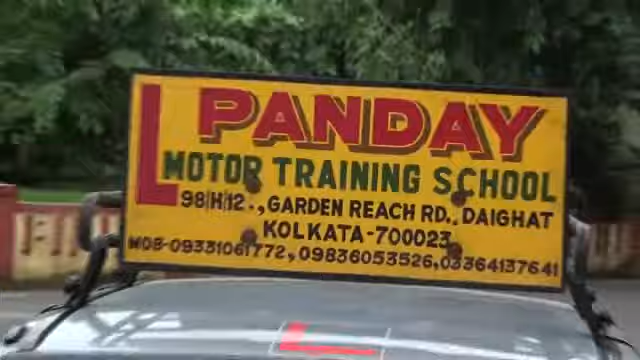 L PANDAY
MOTOR TRAINING SCHOOL
98/H/12., GARDEN REACH RD., DAIGHAT
KOLKATA-700023
MOB-09331061772, 09836053526, 03364137641
L